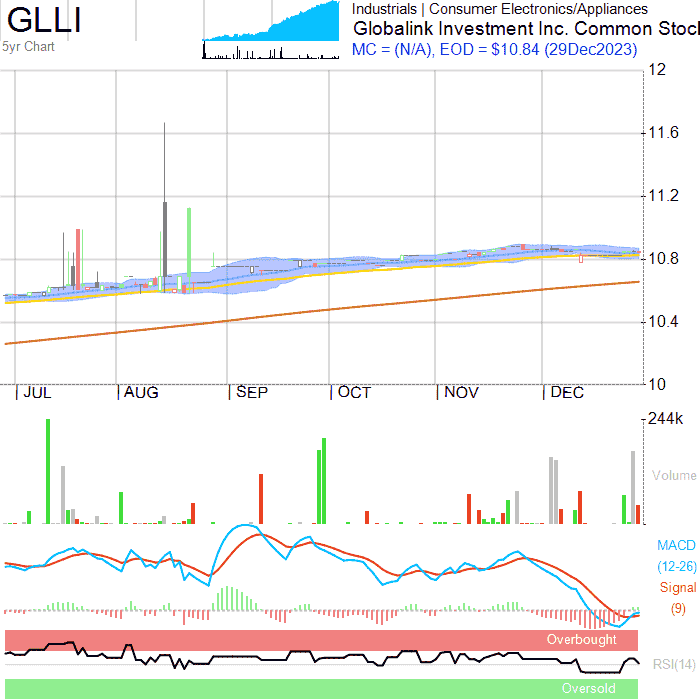 GLLI
5yr Chart
Industrials | Consumer Electronics/Appliances
Globalink Investment Inc. Common Stoc
MC = (N/A), EOD = $10.84 (29Dec2023)
12
11.6
11.2
10.8
10.4
10
| JUL | AUG | SEP | OCT | NOV | DEC
244k
Volume
MACD
(12-26)
Signal
(9)
Overbought
RSI(14)
Oversold